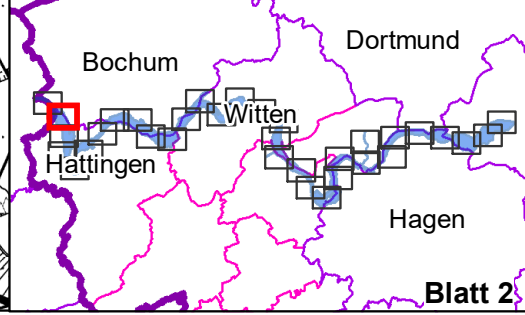 Dortmund
Bochum
Witten
Hattingen
Hagen
Blatt 2